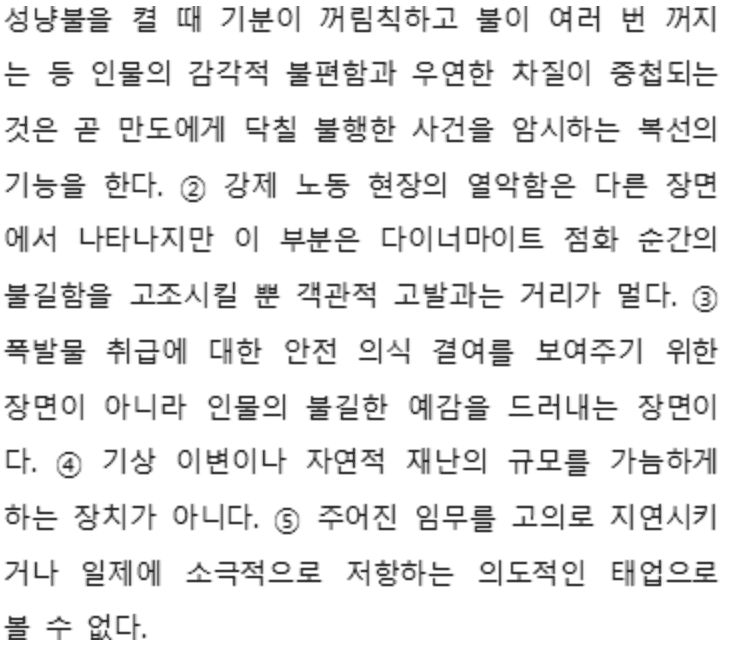 성냥불을 켤 때 기분이 꺼림칙하고 불이 여러 번 꺼지
는 등 인물의 감각적 불편함과 우연한 차질이 중첩되는
것은 곧 만도에게 닥칠 불행한 사건을 암시하는 복선의
기능을 한다. ② 강제 노동 현장의 열악함은 다른 장면
에서 나타나지만 이 부분은 다이너마이트 점화 순간의
불길함을 고조시킬 뿐 객관적 고발과는 거리가 멀다. ③
폭발물 취급에 대한 안전 의식 결여를 보여주기 위한
장면이 아니라 인물의 불길한 예감을 드러내는 장면이
다. ④ 기상 이변이나 자연적 재난의 규모를 가늠하게
하는 장치가 아니다. ⑤ 주어진 임무를 고의로 지연시키
거나 일제에 소극적으로 저항하는 의도적인 태업으로
볼 수 없다.